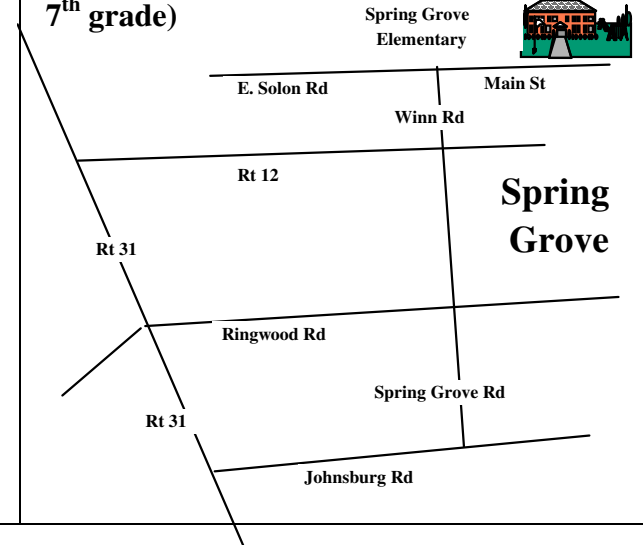 7th grade)
Spring Grove
Elementary
E. Solon Rd
Main St
Winn Rd
Rt 12
Spring
Grove
Rt 31
Ringwood Rd
Spring Grove Rd
Rt 31
Johnsburg Rd